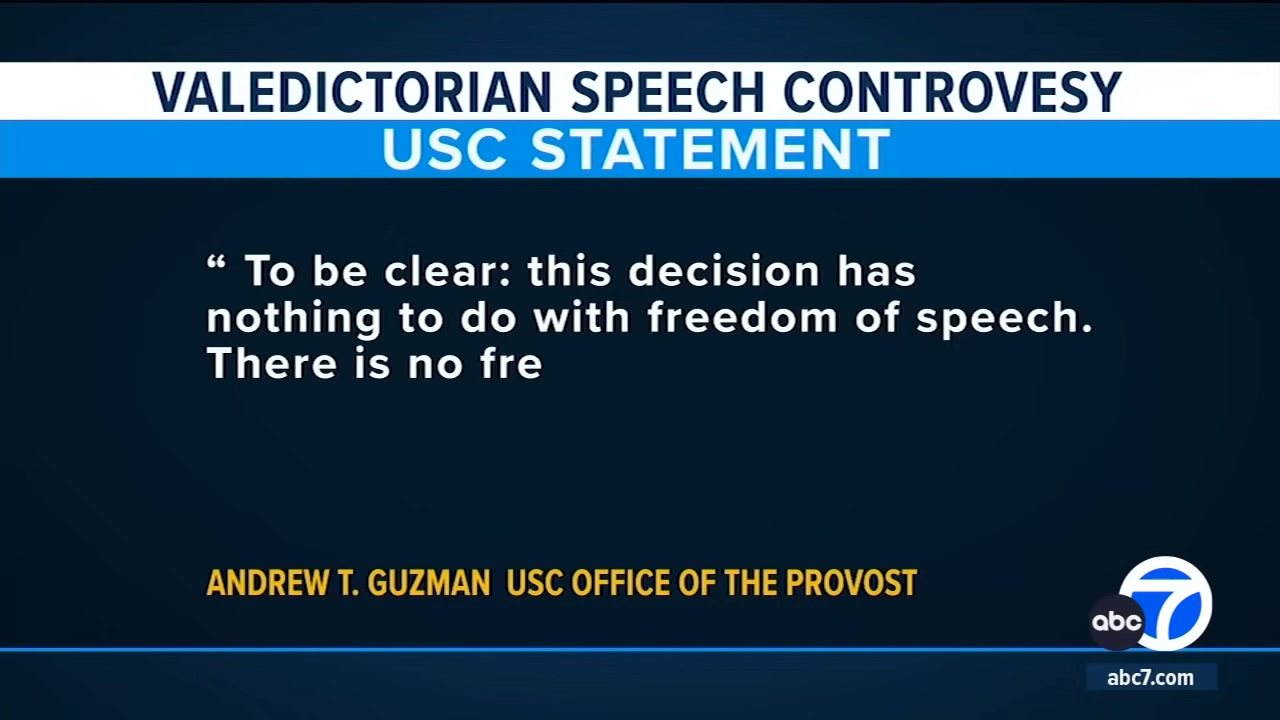 VALEDICTORIAN SPEECH CONTROVESY
USC STATEMENT
“ To be clear: this decision has
nothing to do with freedom of speech.
There is no fre
ANDREW T. GUZMAN USC OFFICE OF THE PROVOST
abc 7
abc7.com